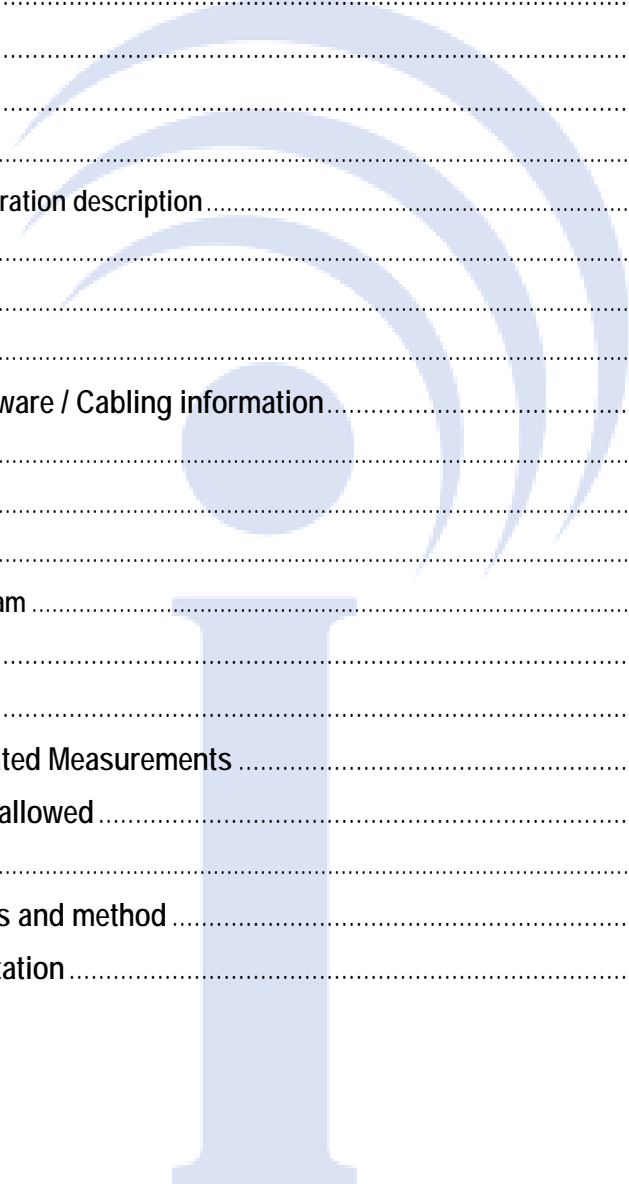 ration description
ware / Cabling information
am
ted Measurements
allowed
s and method
tation